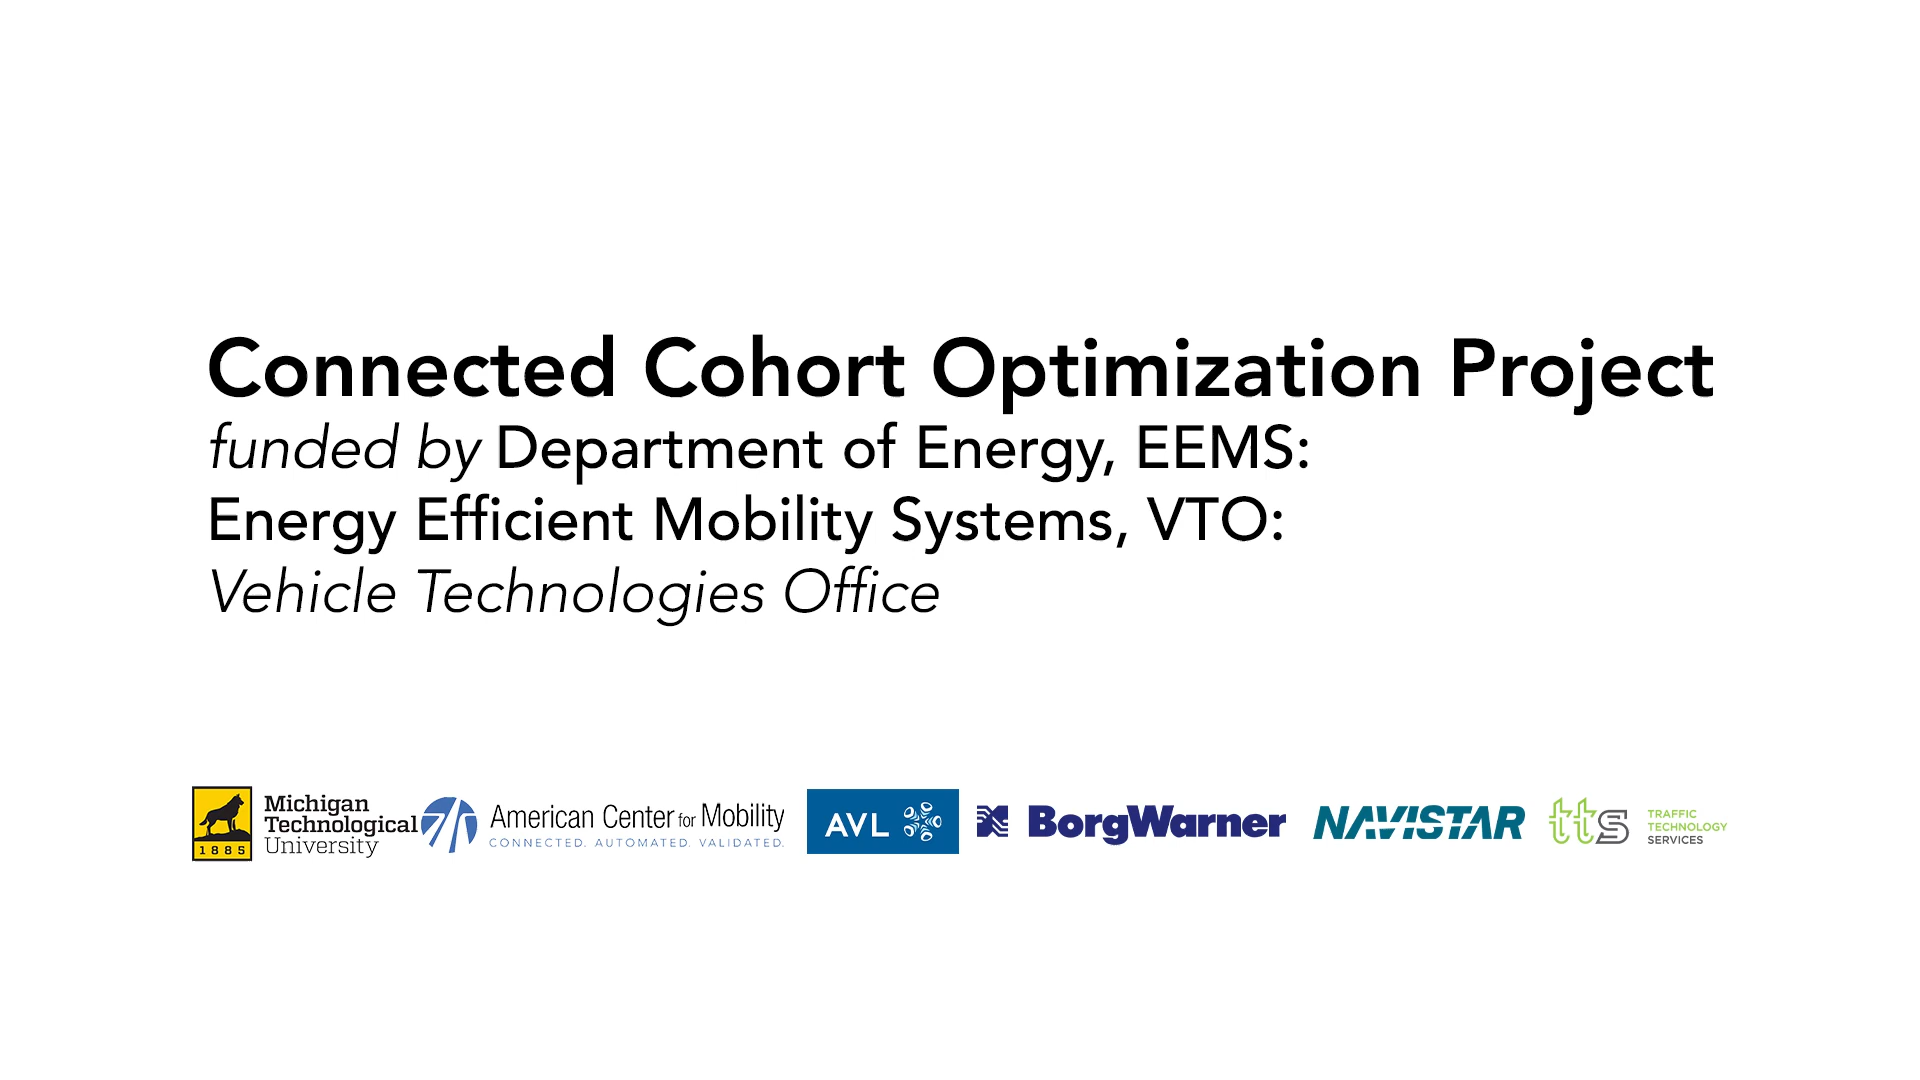 Connected Cohort Optimization Project
funded by Department of Energy, EEMS:
Energy Efficient Mobility Systems, VTO:
Vehicle Technologies Office
1885
Michigan
Technological
University
American Center for Mobility
CONNECTED. AUTOMATED. VALIDATED.
AVL
BorgWarner
NAVISTAR
tts
TRAFFIC
TECHNOLOGY
SERVICES